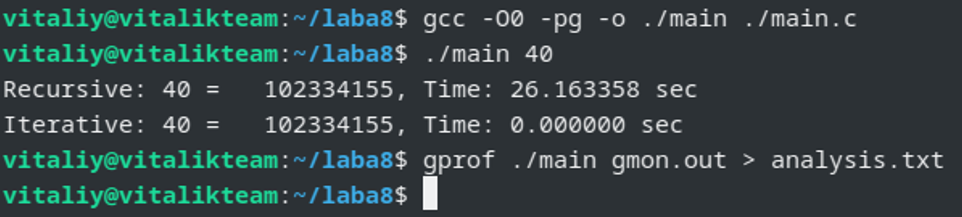 vitaliy@vitalikteam:~/laba8$ gcc -O0 -pg -o ./main ./main.c
vitaliy@vitalikteam:~/laba8$ ./main 40
Recursive: 40 =   102334155, Time: 26.163358 sec
Iterative: 40 =   102334155, Time: 0.000000 sec
vitaliy@vitalikteam:~/laba8$ gprof ./main gmon.out > analysis.txt
vitaliy@vitalikteam:~/laba8$